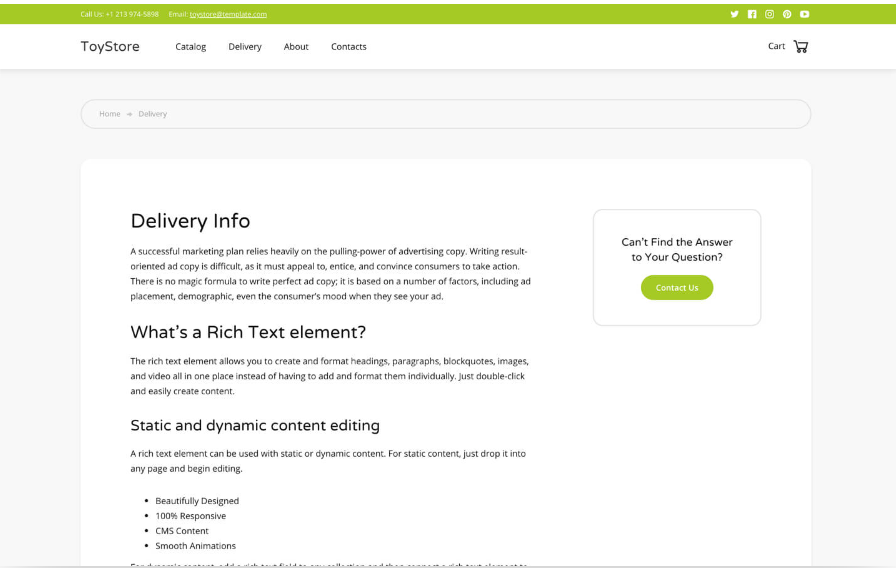 Call Us: +1 213 974-5898 Email: toystore@template.com
ToyStore Catalog Delivery About Contacts Cart
Home → Delivery
Delivery Info
A successful marketing plan relies heavily on the pulling-power of advertising copy. Writing result-
oriented ad copy is difficult, as it must appeal to, entice, and convince consumers to take action.
There is no magic formula to write perfect ad copy; it is based on a number of factors, including ad
placement, demographic, even the consumer's mood when they see your ad.
What's a Rich Text element?
The rich text element allows you to create and format headings, paragraphs, blockquotes, images,
and video all in one place instead of having to add and format them individually. Just double-click
and easily create content.
Static and dynamic content editing
A rich text element can be used with static or dynamic content. For static content, just drop it into
any page and begin editing.
• Beautifully Designed
• 100% Responsive
• CMS Content
• Smooth Animations
Can't Find the Answer
to Your Question?
Contact Us